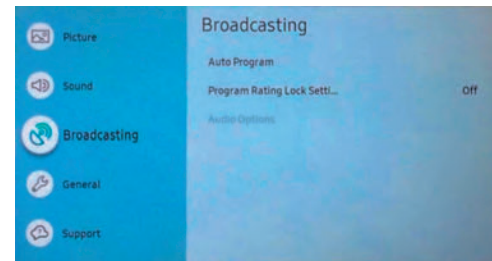 Picture
Sound
Broadcasting
General
Support
Broadcasting
Auto Program
Program Rating Lock Setti... Off
Audio Options